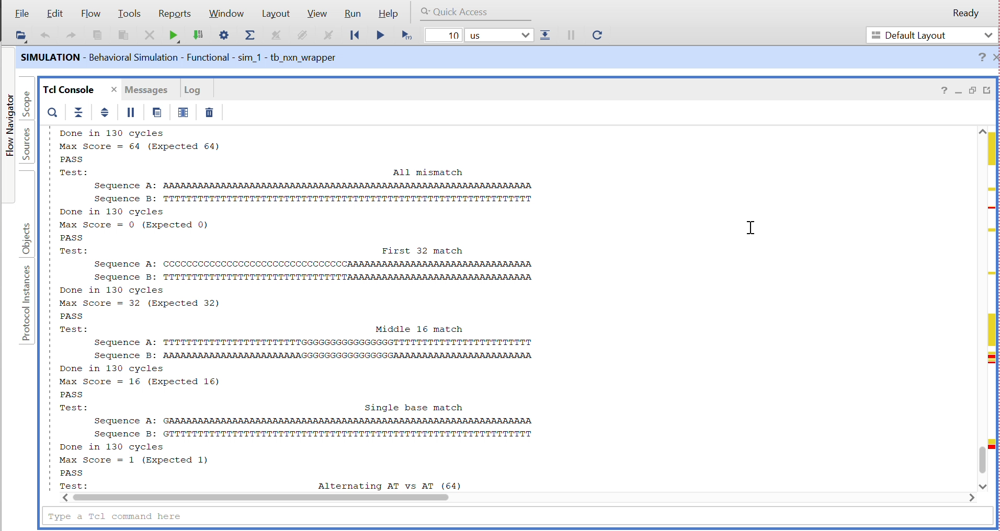 File Edit Flow Tools Reports Window Layout View Run Help Quick Access Ready
10 us Default Layout
SIMULATION - Behavioral Simulation - Functional - sim_1 - tb_nxn_wrapper
Flow Navigator
Scope
Sources
Objects
Protocol Instances
Tcl Console Messages Log
Done in 130 cycles
Max Score = 64 (Expected 64)
PASS
Test: All mismatch
Sequence A: AAAAAAAAAAAAAAAAAAAAAAAAAAAAAAAAAAAAAAAAAAAAAAAAAAAAAAAAAAAAAAAA
Sequence B: TTTTTTTTTTTTTTTTTTTTTTTTTTTTTTTTTTTTTTTTTTTTTTTTTTTTTTTTTTTTTTTT
Done in 130 cycles
Max Score = 0 (Expected 0)
PASS
Test: First 32 match
Sequence A: CCCCCCCCCCCCCCCCCCCCCCCCCCCCCCCCAAAAAAAAAAAAAAAAAAAAAAAAAAAAAAAA
Sequence B: TTTTTTTTTTTTTTTTTTTTTTTTTTTTTTTTAAAAAAAAAAAAAAAAAAAAAAAAAAAAAAAA
Done in 130 cycles
Max Score = 32 (Expected 32)
PASS
Test: Middle 16 match
Sequence A: TTTTTTTTTTTTTTTTTTTTTTTTGGGGGGGGGGGGGGGGTTTTTTTTTTTTTTTTTTTTTTTT
Sequence B: AAAAAAAAAAAAAAAAAAAAAAAAGGGGGGGGGGGGGGGGAAAAAAAAAAAAAAAAAAAAAAAA
Done in 130 cycles
Max Score = 16 (Expected 16)
PASS
Test: Single base match
Sequence A: GAAAAAAAAAAAAAAAAAAAAAAAAAAAAAAAAAAAAAAAAAAAAAAAAAAAAAAAAAAAAAAA
Sequence B: GTTTTTTTTTTTTTTTTTTTTTTTTTTTTTTTTTTTTTTTTTTTTTTTTTTTTTTTTTTTTTTT
Done in 130 cycles
Max Score = 1 (Expected 1)
PASS
Test: Alternating AT vs AT (64)
Type a Tcl command here